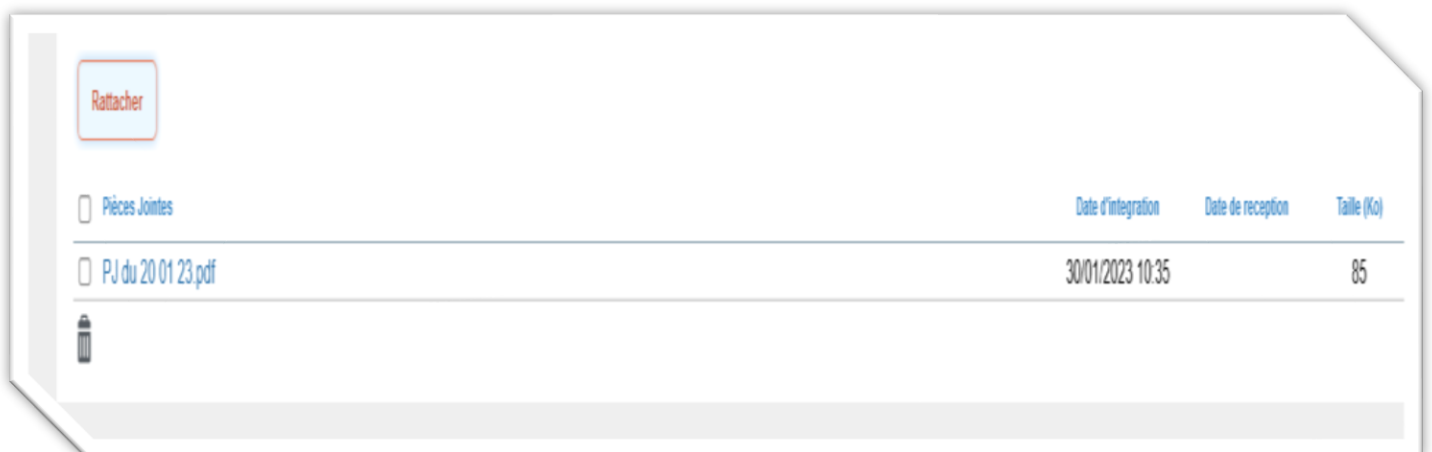 Rattacher
Pièces Jointes Date d'integration Date de reception Taille (Ko)
PJ du 20 01 23.pdf 30/01/2023 10:35 85